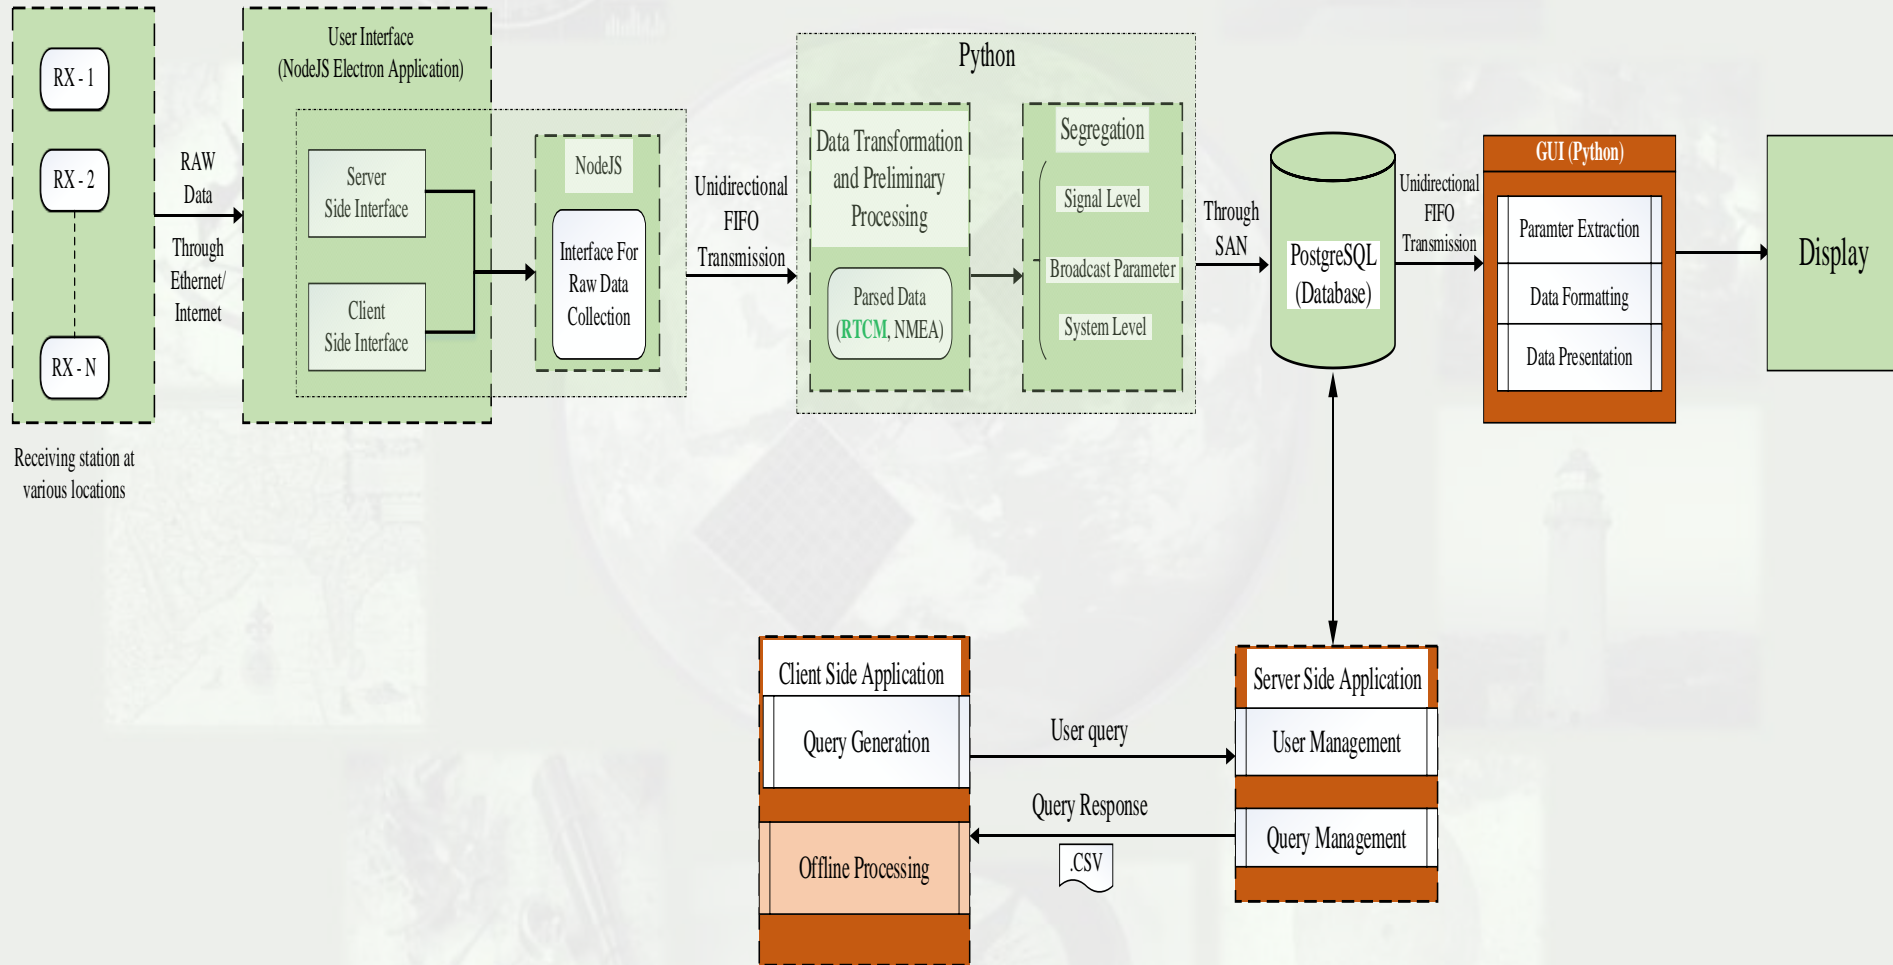 RX - 1
RX - 2
RX - N
Receiving station at
various locations
RAW
Data
Through
Ethernet/
Internet
User Interface
(NodeJS Electron Application)
Server
Side Interface
Client
Side Interface
NodeJS
Interface For
Raw Data
Collection
Unidirectional
FIFO
Transmission
Python
Data Transformation
and Preliminary
Processing
Parsed Data
(RTCM, NMEA)
Segregation
Signal Level
Broadcast Parameter
System Level
Through
SAN
PostgreSQL
(Database)
Unidirectional
FIFO
Transmission
GUI (Python)
Paramter Extraction
Data Formatting
Data Presentation
Display
Client Side Application
Query Generation
Offline Processing
User query
Query Response
.CSV
Server Side Application
User Management
Query Management